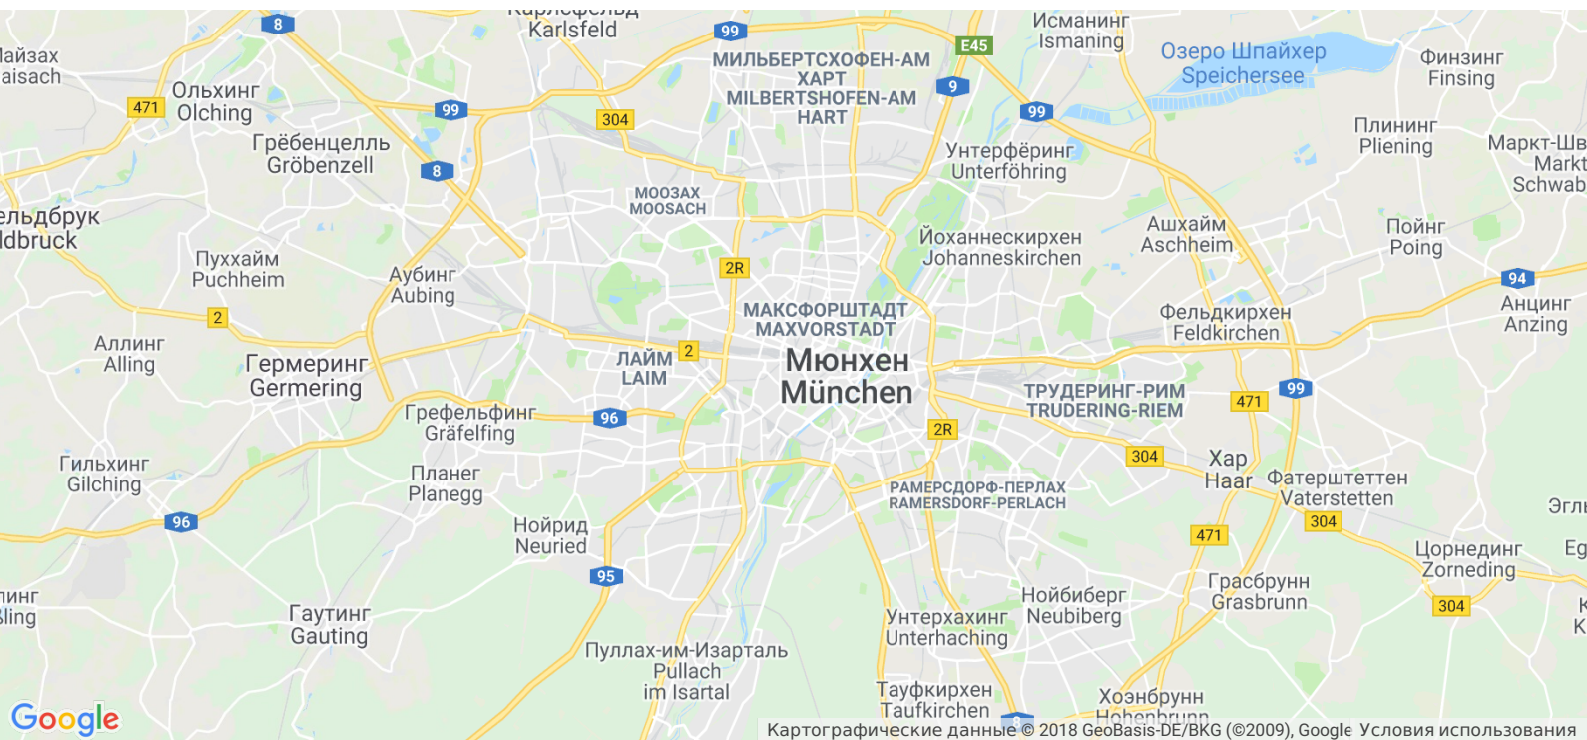 Karlsfeld
8
99
Исманинг
Ismaning
E45
Озеро Шпайхер
Speichersee
Финзинг
Finsing
МИЛЬБЕРТСХОФЕН-АМ
ХАРТ
MILBERTSHOFEN-AM
HART
Ольхинг
Olching
471
99
304
9
99
Грёбенцелль
Gröbenzell
8
Плининг
Pliening
Унтерфёринг
Unterföhring
МООЗАХ
MOOSACH
Пуххайм
Puchheim
Аубинг
Aubing
2R
Йоханнескирхен
Johanneskirchen
Ашхайм
Aschheim
Пойнг
Poing
94
Анцинг
Anzing
2
МАКСФОРШТАДТ
MAXVORSTADT
Фельдкирхен
Feldkirchen
Аллинг
Alling
Гермеринг
Germering
ЛАЙМ
LAIM
2
Мюнхен
München
99
ТРУДЕРИНГ-РИМ
TRUDERING-RIEM
471
Грефельфинг
Gräfelfing
96
2R
304
Гильхинг
Gilching
Планег
Planegg
Хар
Haar
Фатерштеттен
Vaterstetten
РАМЕРСДОРФ-ПЕРЛАХ
RAMERSDORF-PERLACH
96
Нойрид
Neuried
304
471
Цорнединг
Zorneding
95
Грасбрунн
Grasbrunn
304
Гаутинг
Gauting
Нойбиберг
Neubiberg
Унтерхахинг
Unterhaching
Пуллах-им-Изарталь
Pullach
im Isartal
Тауфкирхен
Taufkirchen
Хоэнбрунн
Hohenbrunn
8
Google
Картографические данные © 2018 GeoBasis-DE/BKG (©2009), Google Условия использования